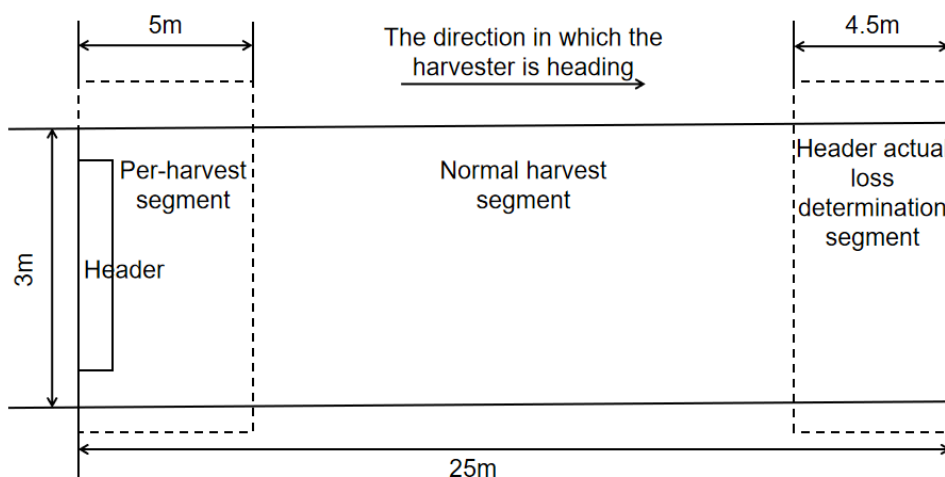 5m
The direction in which the
harvester is heading
4.5m
Per-harvest
segment
Normal harvest
segment
Header actual
loss
determination
segment
Header
3m
25m